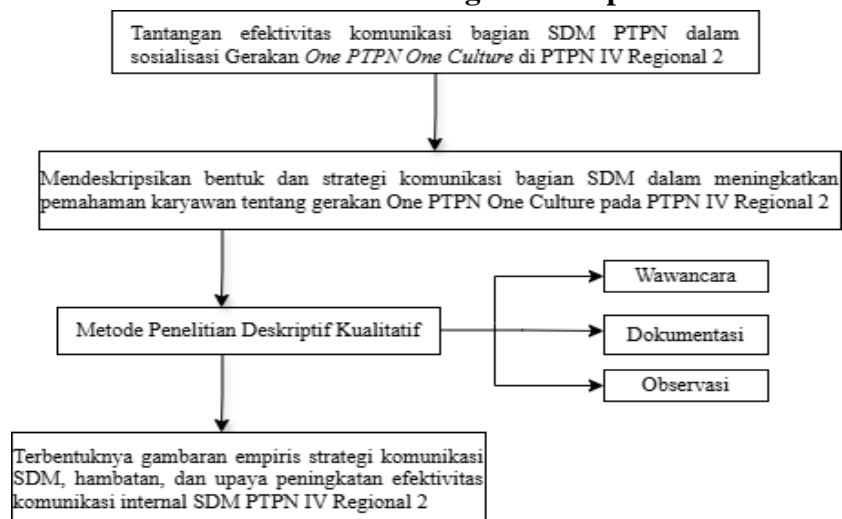 Tantangan efektivitas komunikasi bagian SDM PTPN dalam
sosialisasi Gerakan One PTPN One Culture di PTPN IV Regional 2
Mendeskripsikan bentuk dan strategi komunikasi bagian SDM dalam meningkatkan
pemahaman karyawan tentang gerakan One PTPN One Culture pada PTPN IV Regional 2
Wawancara
Metode Penelitian Deskriptif Kualitatif
Dokumentasi
Observasi
Terbentuknya gambaran empiris strategi komunikasi
SDM, hambatan, dan upaya peningkatan efektivitas
komunikasi internal SDM PTPN IV Regional 2